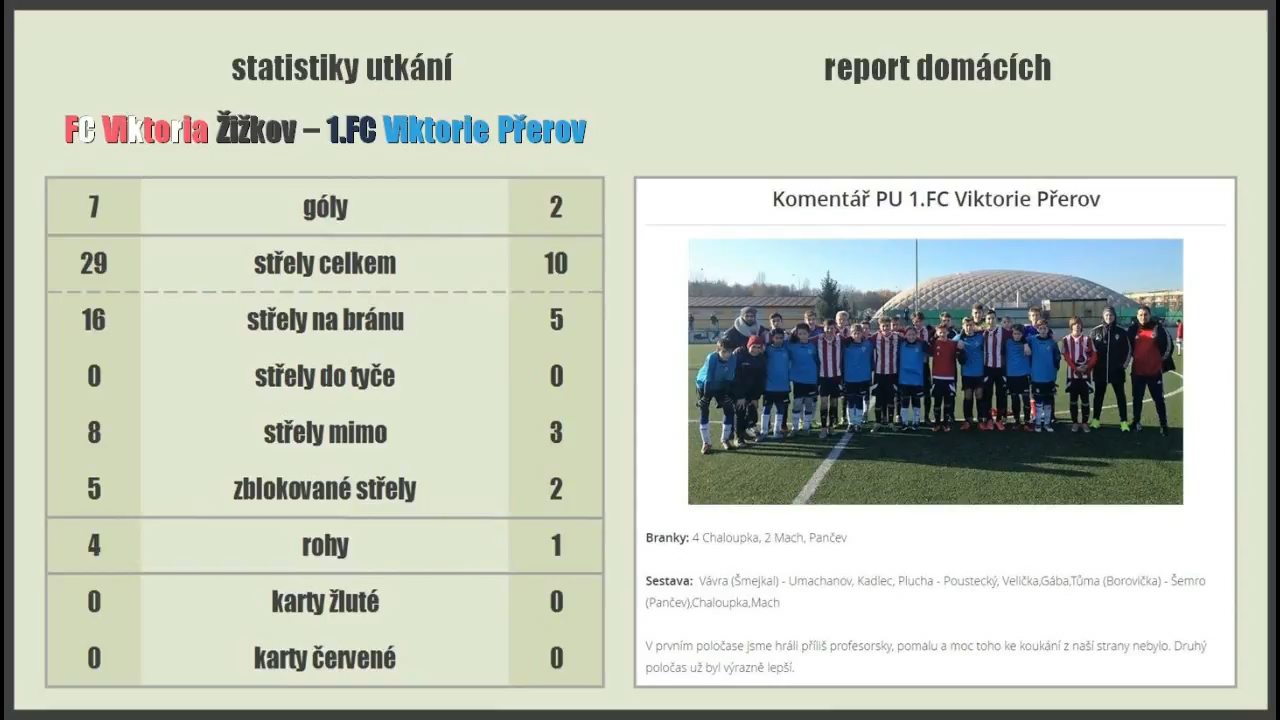 statistiky utkání
FC Viktoria Žižkov – 1.FC Viktorie Přerov
7 góly 2
29 střely celkem 10
16 střely na bránu 5
0 střely do tyče 0
8 střely mimo 3
5 zblokované střely 2
4 rohy 1
0 karty žluté 0
0 karty červené 0
report domácích
Komentář PU 1.FC Viktorie Přerov
Branky: 4 Chaloupka, 2 Mach, Pančev
Sestava: Vávra (Šmejkal) - Umachanov, Kadlec, Plucha - Poustecký, Velička,Gába,Tůma (Borovička) - Šemro
(Pančev),Chaloupka,Mach
V prvním poločase jsme hráli příliš profesorsky, pomalu a moc toho ke koukání z naší strany nebylo. Druhý
poločas už byl výrazně lepší.